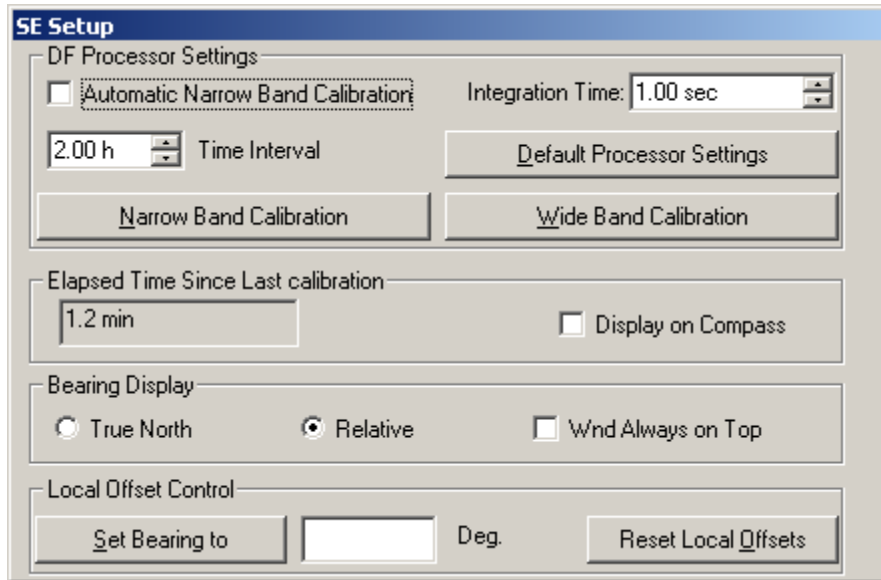 SE Setup
DF Processor Settings
Automatic Narrow Band Calibration
Integration Time: 1.00 sec
2.00 h Time Interval
Default Processor Settings
Narrow Band Calibration
Wide Band Calibration
Elapsed Time Since Last calibration
1.2 min
Display on Compass
Bearing Display
True North
Relative
Wnd Always on Top
Local Offset Control
Set Bearing to
Deg.
Reset Local Offsets